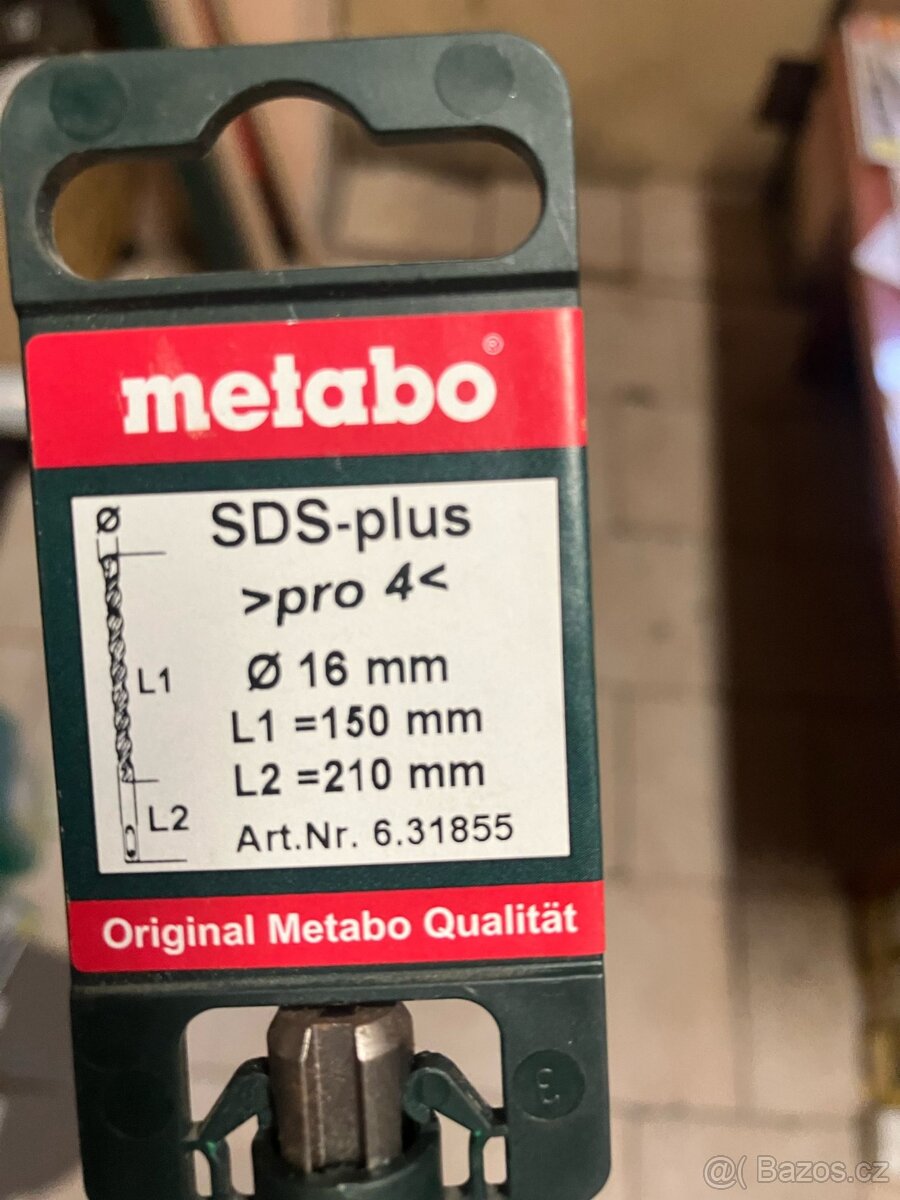 metabo®
Ø
SDS-plus
>pro 4<
Ø 16 mm
L1
L1 =150 mm
L2 =210 mm
L2
Art.Nr. 6.31855
Original Metabo Qualität
3
@( Bazos.cz